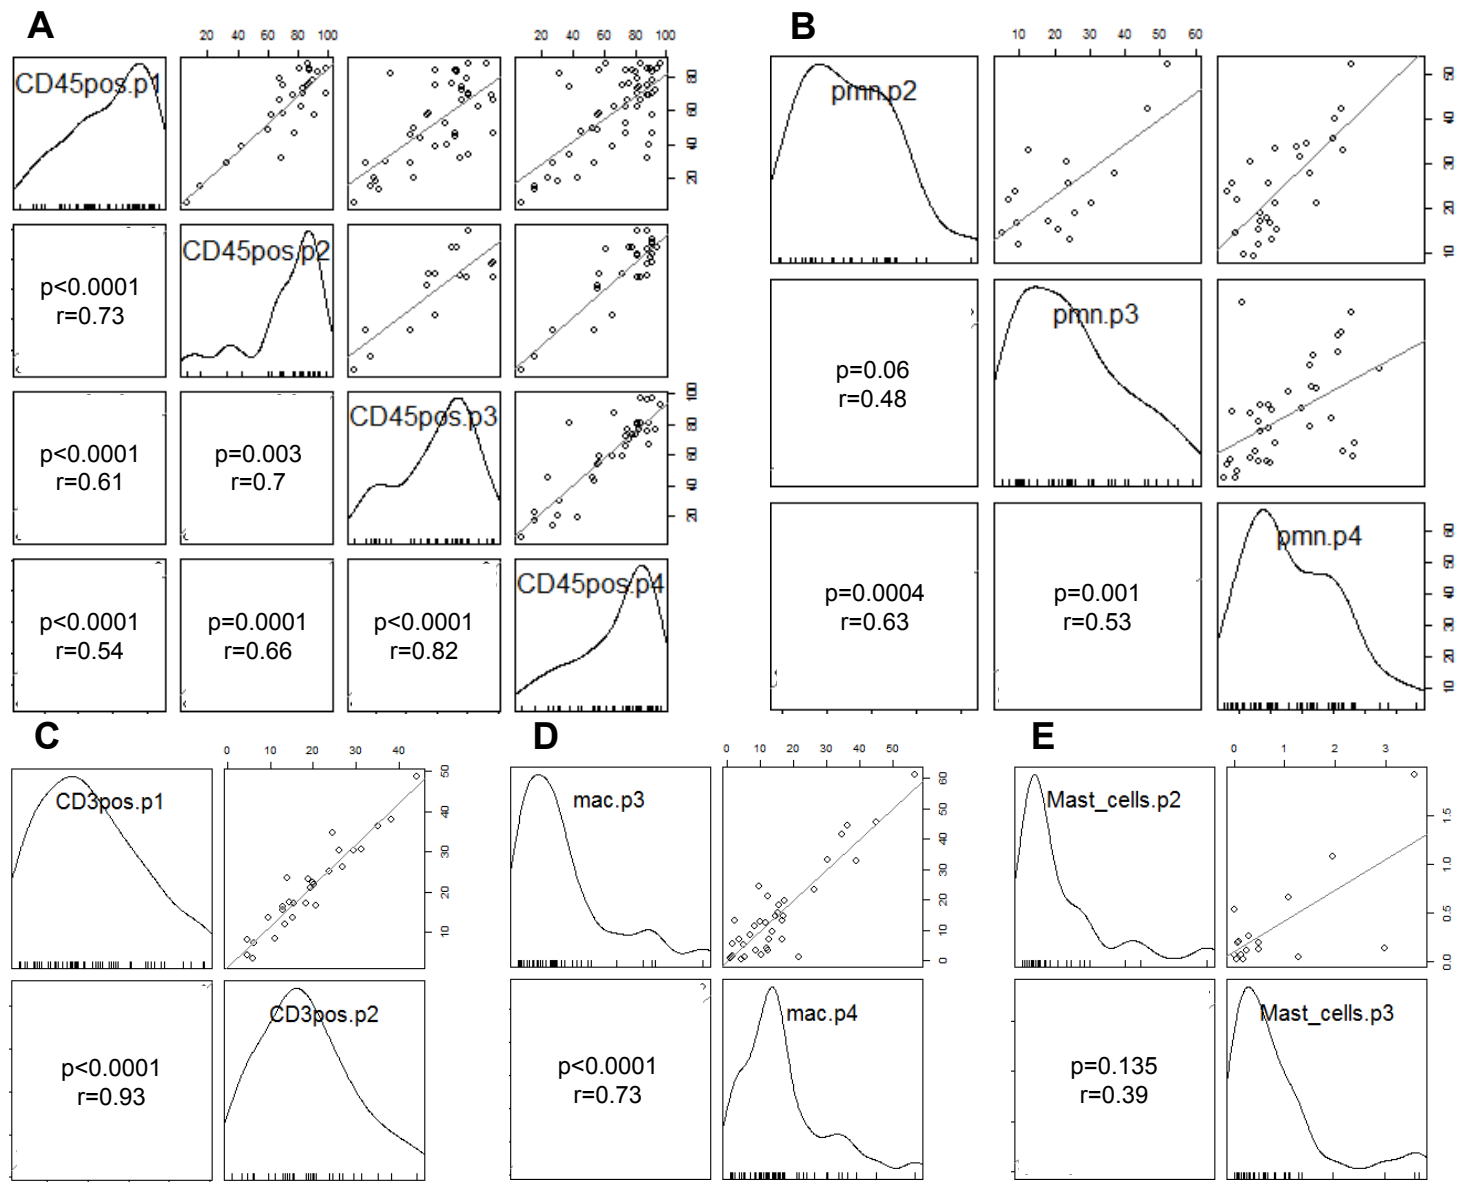 A
B
20 40 60 80 100
20 40 60 80 100
10 20 30 40 50 60
CD45pos.p1
20 40 60 80
pmn.p2
10 20 30 40 50
p<0.0001
r=0.73
CD45pos.p2
pmn.p3
p=0.06
r=0.48
p<0.0001
r=0.61
p=0.003
r=0.7
CD45pos.p3
20 40 60 80 100
p<0.0001
r=0.54
p=0.0001
r=0.66
p<0.0001
r=0.82
CD45pos.p4
p=0.0004
r=0.63
p=0.001
r=0.53
pmn.p4
10 20 30 40 50 60
C
D
E
0 10 20 30 40
0 10 20 30 40 50
0 1 2 3
CD3pos.p1
10 20 30 40 50
mac.p3
0 10 20 30 40 50 60
Mast_cells.p2
0.0 0.5 1.0 1.5
p<0.0001
r=0.93
CD3pos.p2
p<0.0001
r=0.73
mac.p4
p=0.135
r=0.39
Mast_cells.p3